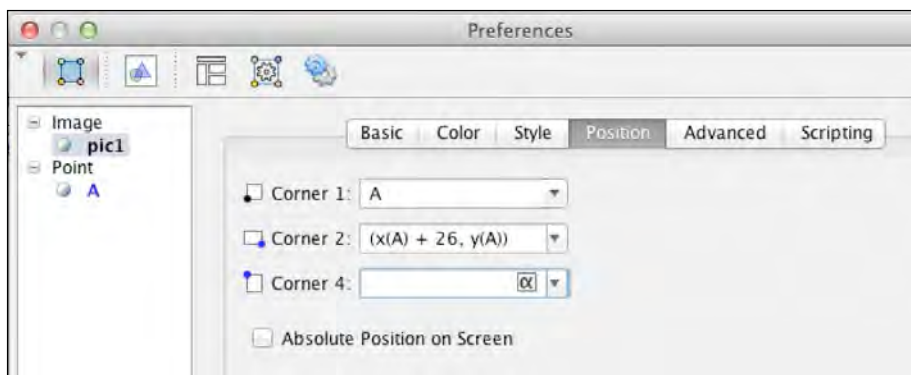 Preferences
Image
pic1
Point
A
Basic Color Style Position Advanced Scripting
Corner 1: A
Corner 2: (x(A) + 26, y(A))
Corner 4: α
Absolute Position on Screen